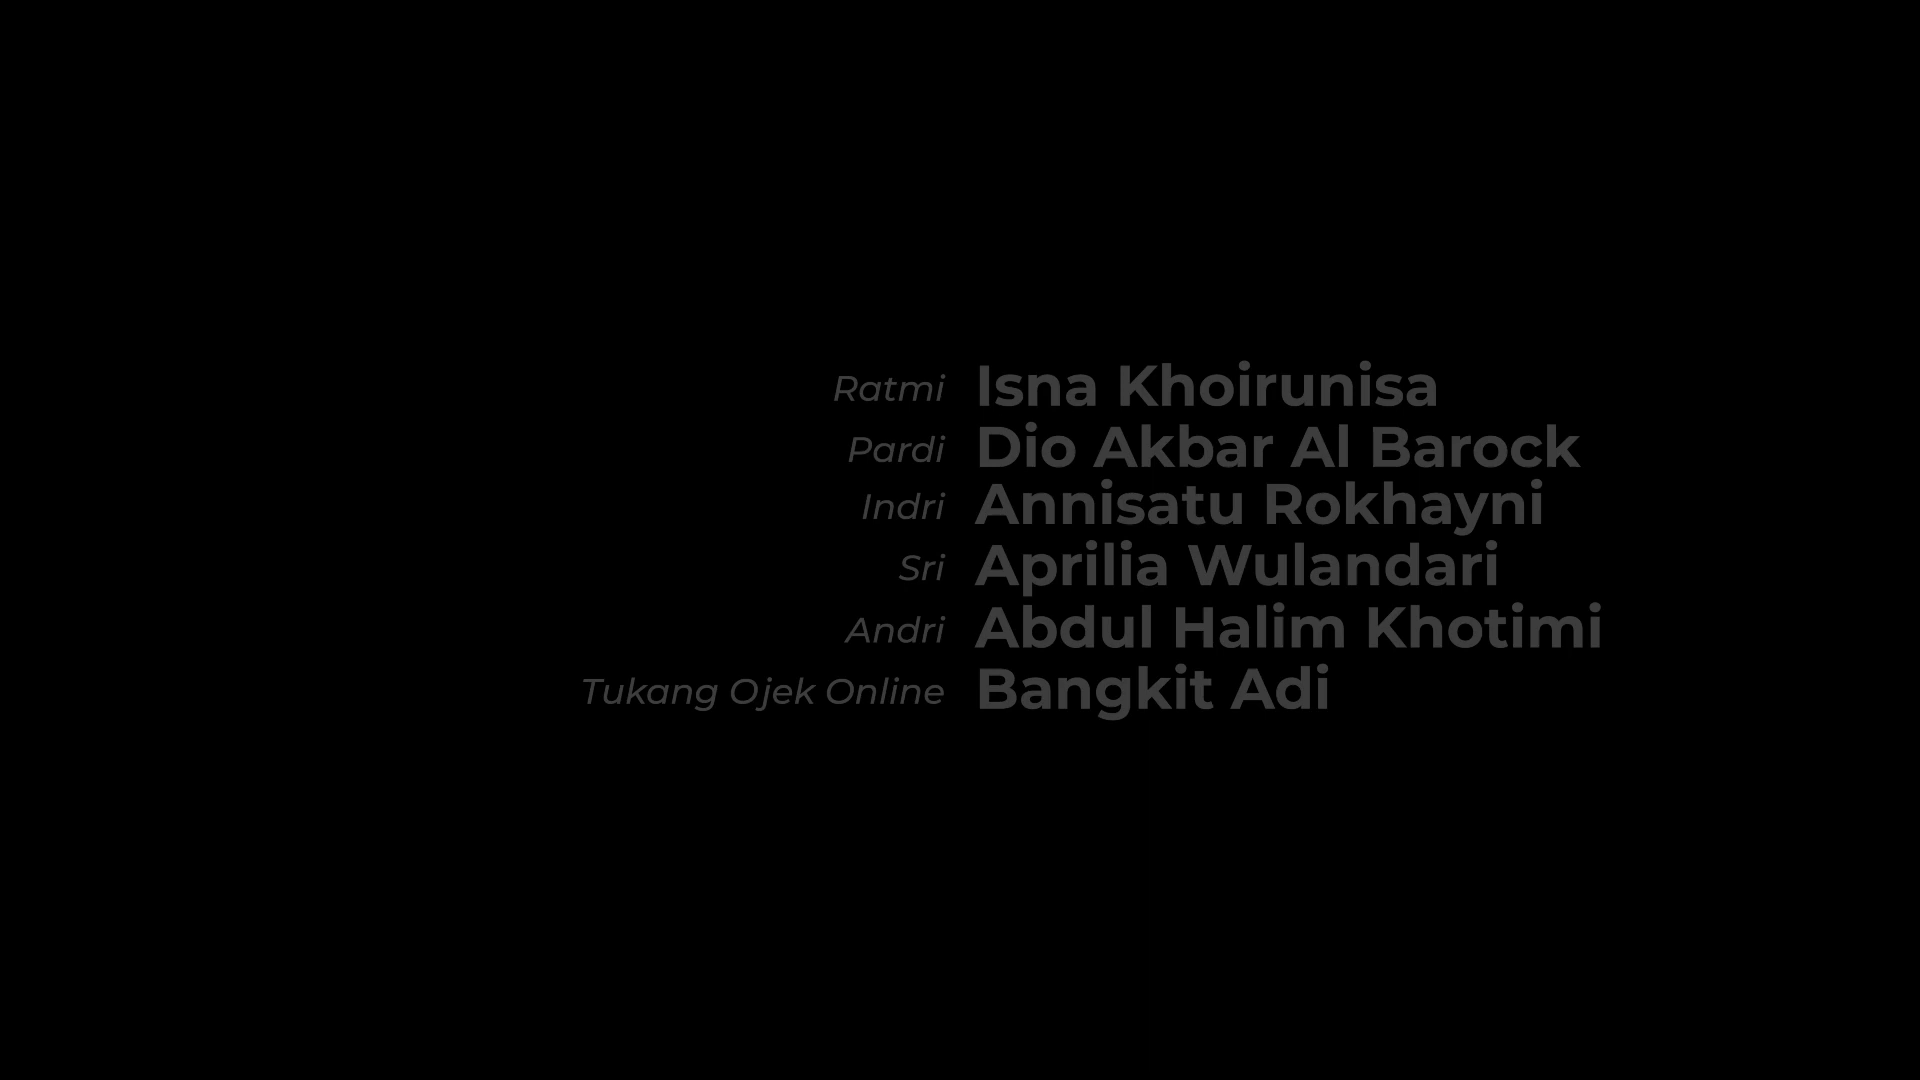 Ratmi Isna Khoirunisa
Pardi Dio Akbar Al Barock
Indri Annisatu Rokhayni
Sri Aprilia Wulandari
Andri Abdul Halim Khotimi
Tukang Ojek Online Bangkit Adi